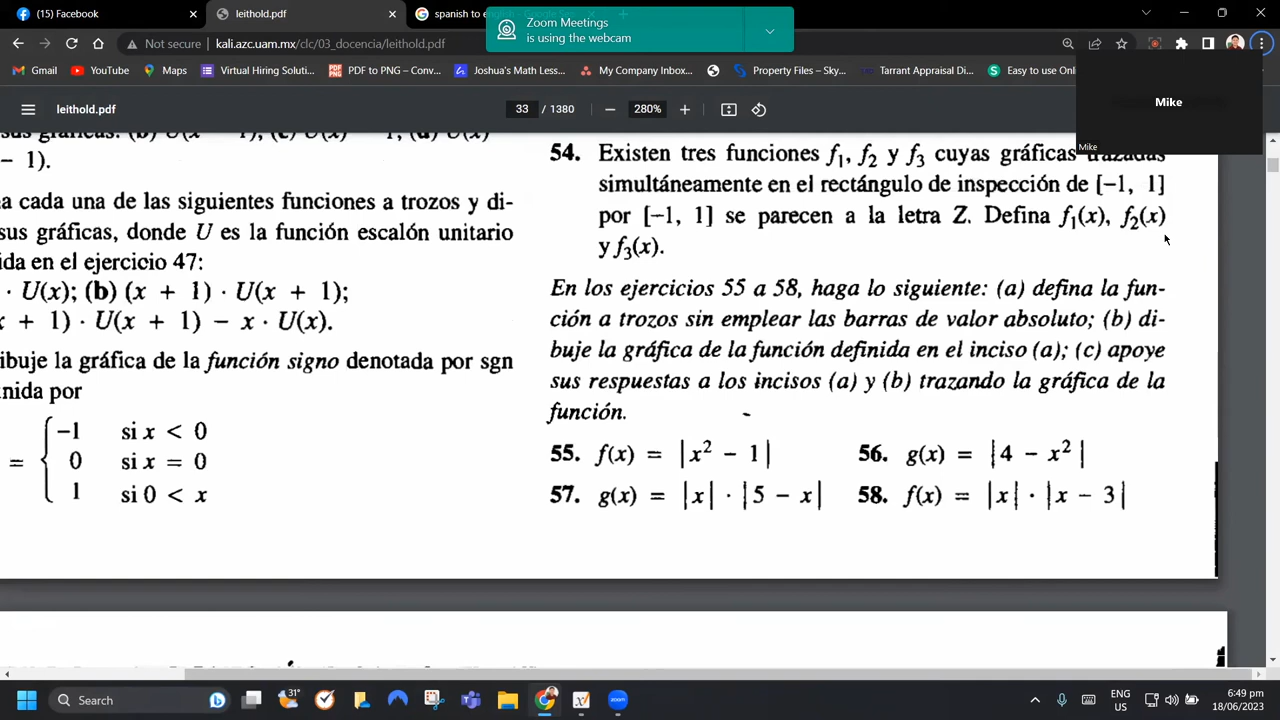 (15) Facebook
leithold.pdf
spanish to e
Zoom Meetings
is using the webcam
Not secure
kali.azc.uam.mx/clc/03_docencia/leithold.pdf
Gmail
YouTube
Maps
Virtual Hiring Soluti...
PDF to PNG – Conv...
Joshua's Math Less...
My Company Inbox...
Property Files – Sky...
Tarrant Appraisal Di...
Easy to use Onl
leithold.pdf
33 / 1380
280%
Mike
Mike
– 1).
a cada una de las siguientes funciones a trozos y di-
sus gráficas, donde U es la función escalón unitario
ida en el ejercicio 47:
· U(x); (b) (x + 1) · U(x + 1);
+ 1) · U(x + 1) – x · U(x).
ibuje la gráfica de la función signo denotada por sgn
nida por
= { –1 si x < 0
0 si x = 0
1 si 0 < x
54. Existen tres funciones f₁, f₂ y f₃ cuyas gráficas trazadas
simultáneamente en el rectángulo de inspección de [–1, 1]
por [–1, 1] se parecen a la letra Z. Defina f₁(x), f₂(x)
y f₃(x).
En los ejercicios 55 a 58, haga lo siguiente: (a) defina la fun-
ción a trozos sin emplear las barras de valor absoluto; (b) di-
buje la gráfica de la función definida en el inciso (a); (c) apoye
sus respuestas a los incisos (a) y (b) trazando la gráfica de la
función.
55. f(x) = |x² – 1|
56. g(x) = |4 – x²|
57. g(x) = |x| · |5 – x|
58. f(x) = |x| · |x – 3|
Search
31°
zoom
ENG
US
6:49 pm
18/06/2023